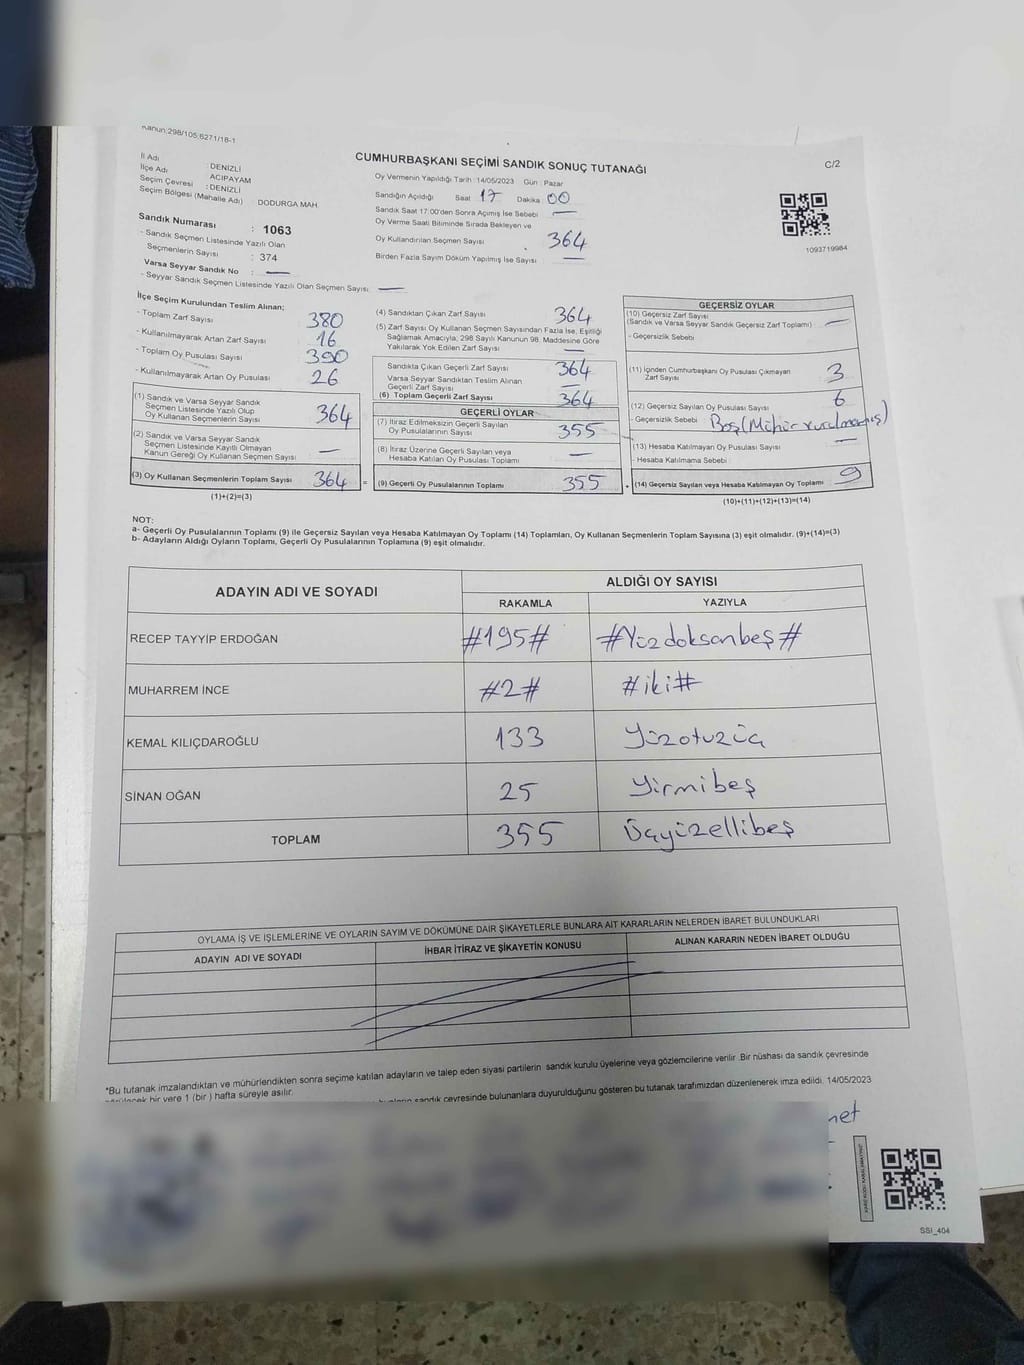 Kanun:298/105;6271/18-1
CUMHURBAŞKANI SEÇİMİ SANDIK SONUÇ TUTANAĞI
C/2
İl Adı : DENİZLİ
İlçe Adı : ACIPAYAM
Seçim Çevresi : DENİZLİ
Seçim Bölgesi (Mahalle Adı) DODURGA MAH.
Sandık Numarası : 1063
- Sandık Seçmen Listesinde Yazılı Olan
Seçmenlerin Sayısı : 374
Varsa Seyyar Sandık No :
- Seyyar Sandık Seçmen Listesinde Yazılı Olan Seçmen Sayısı:
Oy Vermenin Yapıldığı Tarih :14/05/2023 Gün :Pazar
Sandığın Açıldığı Saat 17 Dakika 00
Sandık Saat 17:00'den Sonra Açılmış İse Sebebi
Oy Verme Saati Bitiminde Sırada Bekleyen ve
Oy Kullandırılan Seçmen Sayısı 364
Birden Fazla Sayım Döküm Yapılmış İse Sayısı
1093719984
İlçe Seçim Kurulundan Teslim Alınan;
- Toplam Zarf Sayısı 380
- Kullanılmayarak Artan Zarf Sayısı 16
- Toplam Oy Pusulası Sayısı 390
- Kullanılmayarak Artan Oy Pusulası 26
(1) Sandık ve Varsa Seyyar Sandık
Seçmen Listesinde Yazılı Olup
Oy Kullanan Seçmenlerin Sayısı 364
(2) Sandık ve Varsa Seyyar Sandık
Seçmen Listesinde Kayıtlı Olmayan
Kanun Gereği Oy Kullanan Seçmen Sayısı
(3) Oy Kullanan Seçmenlerin Toplam Sayısı 364 =
(1)+(2)=(3)
(4) Sandıktan Çıkan Zarf Sayısı 364
(5) Zarf Sayısı Oy Kullanan Seçmen Sayısından Fazla İse, Eşitliği
Sağlamak Amacıyla, 298 Sayılı Kanunun 98. Maddesine Göre
Yakılarak Yok Edilen Zarf Sayısı
Sandıkta Çıkan Geçerli Zarf Sayısı 364
Varsa Seyyar Sandıktan Teslim Alınan
Geçerli Zarf Sayısı
(6) Toplam Geçerli Zarf Sayısı 364
GEÇERLİ OYLAR
(7) İtiraz Edilmeksizin Geçerli Sayılan
Oy Pusulalarının Sayısı 355
(8) İtiraz Üzerine Geçerli Sayılan veya
Hesaba Katılan Oy Pusulası Toplamı
(9) Geçerli Oy Pusulalarının Toplamı 355 +
GEÇERSİZ OYLAR
(10) Geçersiz Zarf Sayısı
(Sandık ve Varsa Seyyar Sandık Geçersiz Zarf Toplamı)
- Geçersizlik Sebebi
(11) İçinden Cumhurbaşkanı Oy Pusulası Çıkmayan
Zarf Sayısı 3
(12) Geçersiz Sayılan Oy Pusulası Sayısı 6
- Geçersizlik Sebebi Boş (Mühür vurulmamış)
(13) Hesaba Katılmayan Oy Pusulası Sayısı
- Hesaba Katılmama Sebebi
(14) Geçersiz Sayılan veya Hesaba Katılmayan Oy Toplamı 9
(10)+(11)+(12)+(13)=(14)
NOT:
a- Geçerli Oy Pusulalarının Toplamı (9) ile Geçersiz Sayılan veya Hesaba Katılmayan Oy Toplamı (14) Toplamları, Oy Kullanan Seçmenlerin Toplam Sayısına (3) eşit olmalıdır. (9)+(14)=(3)
b- Adayların Aldığı Oyların Toplamı, Geçerli Oy Pusulalarının Toplamına (9) eşit olmalıdır.
ADAYIN ADI VE SOYADI
ALDIĞI OY SAYISI
RAKAMLA YAZIYLA
RECEP TAYYİP ERDOĞAN #195# #Yüzdoksanbeş#
MUHARREM İNCE #2# #iki#
KEMAL KILIÇDAROĞLU 133 Yüzotuzüç
SİNAN OĞAN 25 Yirmibeş
TOPLAM 355 Üçyüzellibeş
OYLAMA İŞ VE İŞLEMLERİNE VE OYLARIN SAYIM VE DÖKÜMÜNE DAİR ŞİKAYETLERLE BUNLARA AİT KARARLARIN NELERDEN İBARET BULUNDUKLARI
ADAYIN ADI VE SOYADI İHBAR İTİRAZ VE ŞİKAYETİN KONUSU ALINAN KARARIN NEDEN İBARET OLDUĞU
*Bu tutanak imzalandıktan ve mühürlendikten sonra seçime katılan adayların ve talep eden siyasi partilerin sandık kurulu üyelerine veya gözlemcilerine verilir .Bir nüshası da sandık çevresinde
görülecek bir yere 1 (bir ) hafta süreyle asılır.
sandık çevresinde bulunanlara duyurulduğunu gösteren bu tutanak tarafımızdan düzenlenerek imza edildi. 14/05/2023
SSI_404